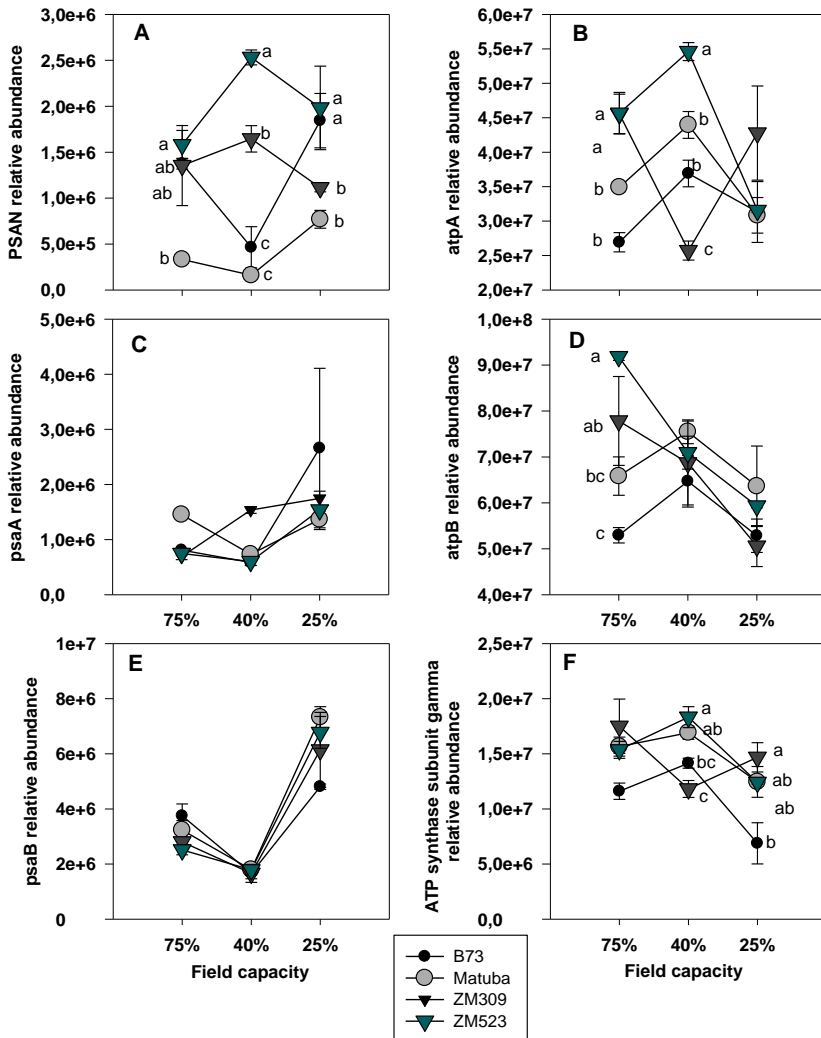 A
PSAN relative abundance
3,0e+6
2,5e+6
2,0e+6
1,5e+6
1,0e+6
5,0e+5
0,0
a
a
ab
ab
b
a
b
c
c
a
a
b
b
B
atpA relative abundance
6,0e+7
5,5e+7
5,0e+7
4,5e+7
4,0e+7
3,5e+7
3,0e+7
2,5e+7
2,0e+7
a
a
b
b
a
b
b
c
C
psaA relative abundance
5,0e+6
4,0e+6
3,0e+6
2,0e+6
1,0e+6
0,0
75%
40%
25%
D
atpB relative abundance
1,0e+8
9,0e+7
8,0e+7
7,0e+7
6,0e+7
5,0e+7
4,0e+7
a
ab
bc
c
75%
40%
25%
E
psaB relative abundance
1e+7
8e+6
6e+6
4e+6
2e+6
0
75%
40%
25%
Field capacity
F
ATP synthase subunit gamma
relative abundance
2,5e+7
2,0e+7
1,5e+7
1,0e+7
5,0e+6
0,0
a
ab
bc
c
a
ab
ab
b
75%
40%
25%
Field capacity
B73
Matuba
ZM309
ZM523